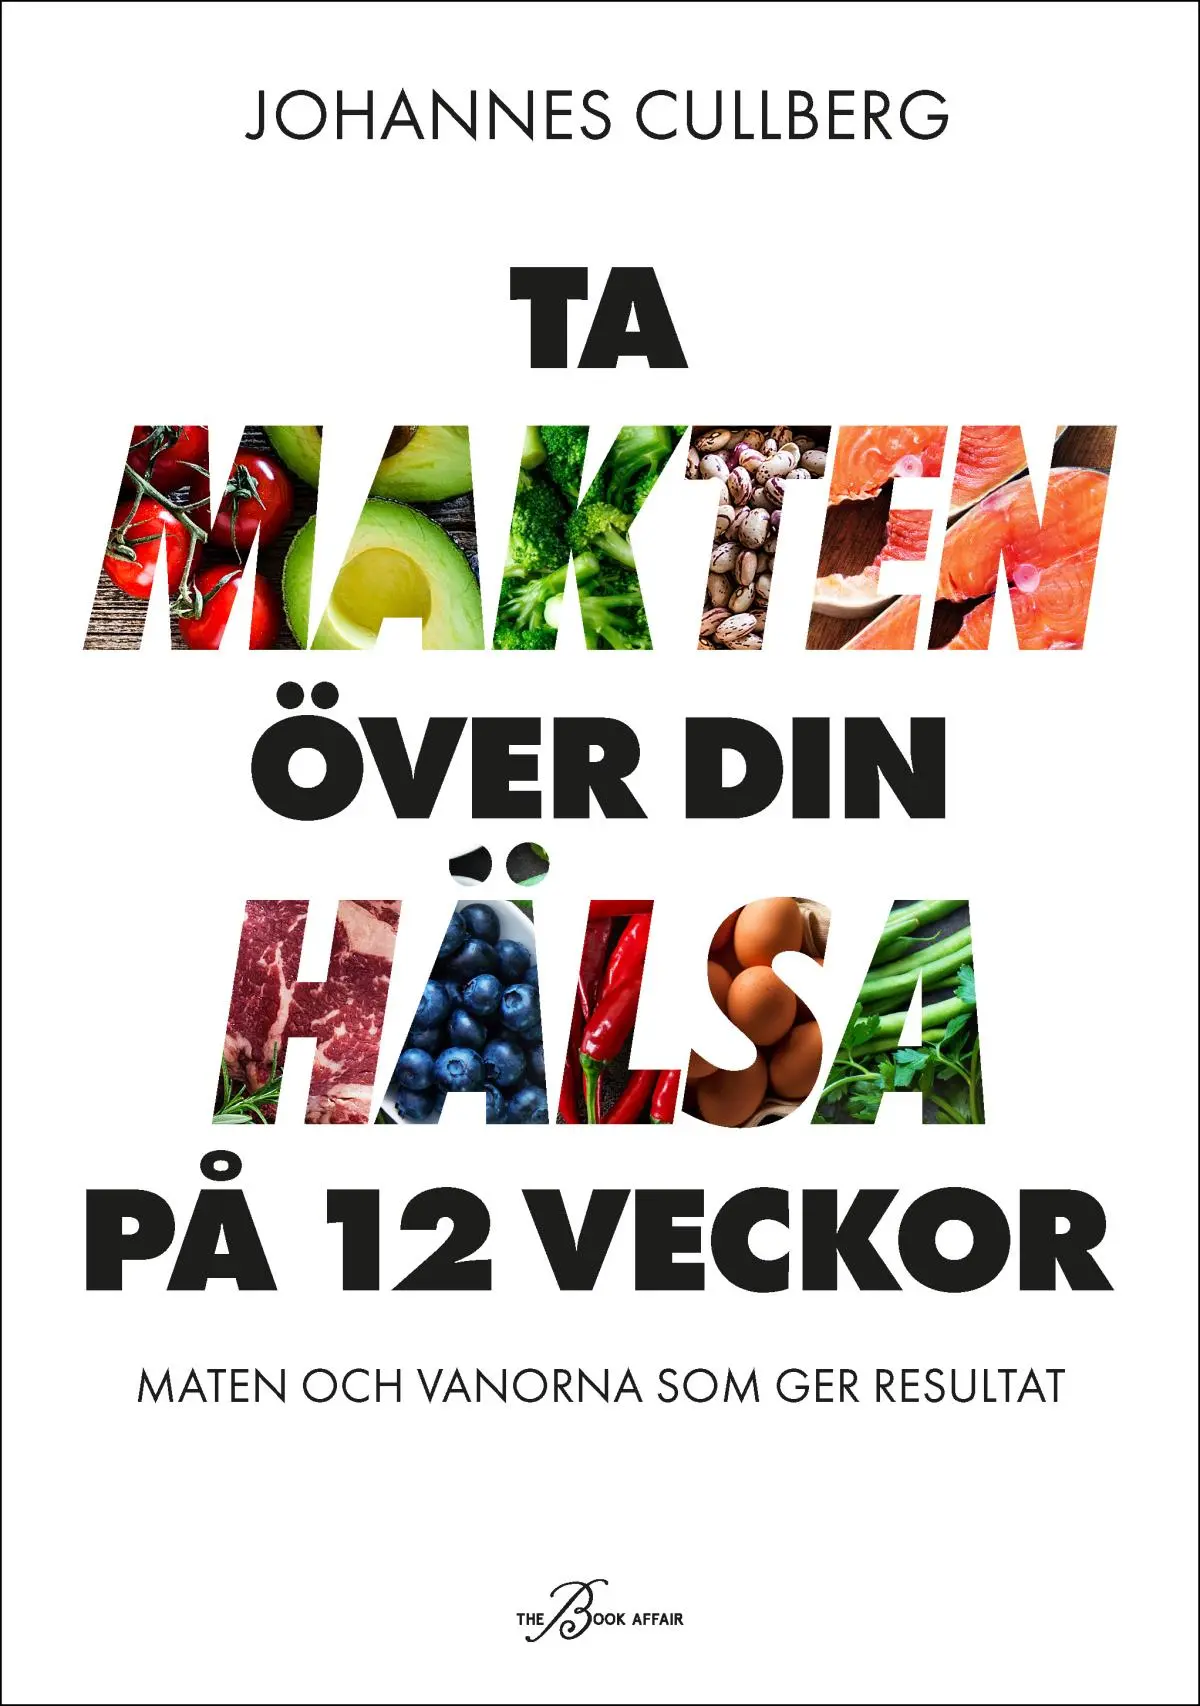 JOHANNES CULLBERG
TA
MAKTEN
ÖVER DIN
HÄLSA
PÅ 12 VECKOR
MATEN OCH VANORNA SOM GER RESULTAT
THE BOOK AFFAIR